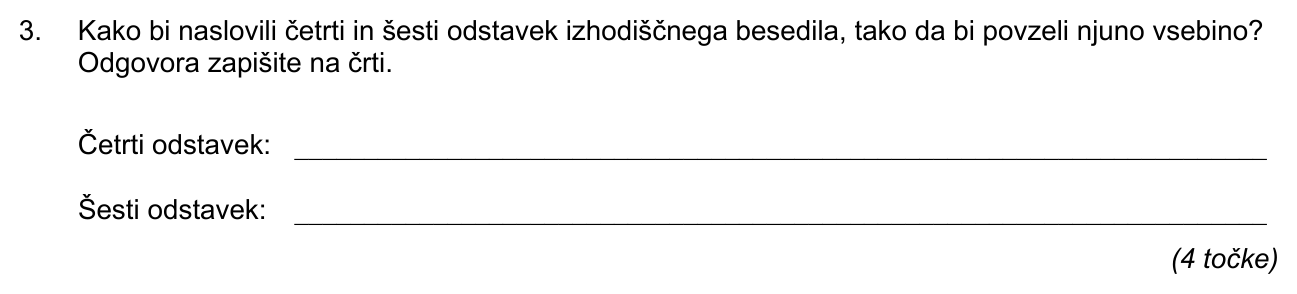 3. Kako bi naslovili četrti in šesti odstavek izhodiščnega besedila, tako da bi povzeli njuno vsebino?
Odgovora zapišite na črti.
Četrti odstavek:
Šesti odstavek:
(4 točke)